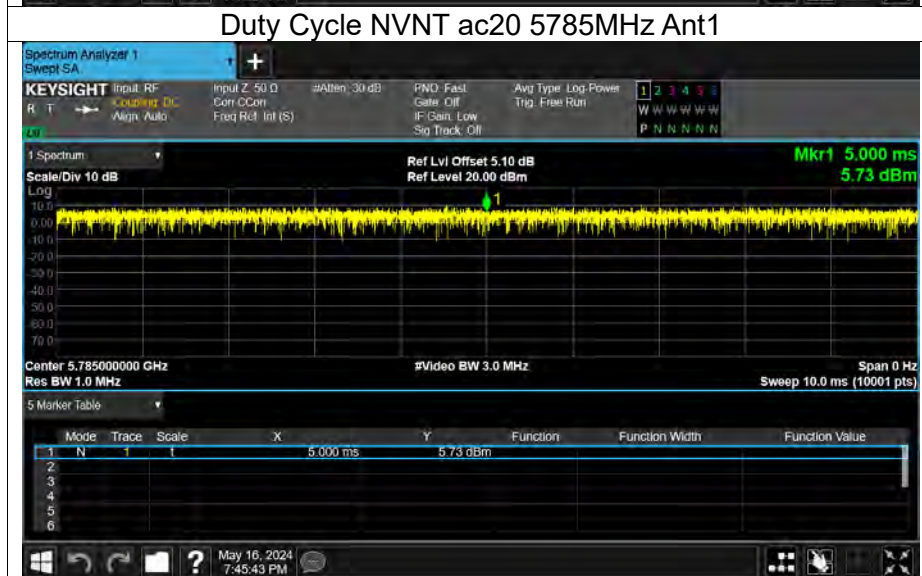 Duty Cycle NVNT ac20 5785MHz Ant1
Spectrum Analyzer 1
Swept SA
+
KEYSIGHT Input: RF Input Z: 50 Ω #Atten: 30 dB PNO: Fast Avg Type: Log-Power 1 2 3 4 5 6
R T Coupling: DC Corr CCorr Gate: Off Trig: Free Run W W W W W W
Align: Auto Freq Ref: Int (S) IF Gain: Low
Sig Track: Off P N N N N N
1 Spectrum
Ref Lvl Offset 5.10 dB Mkr1 5.000 ms
Scale/Div 10 dB Ref Level 20.00 dBm 5.73 dBm
Log
1
10.0
0.00
-10.0
-20.0
-30.0
-40.0
-50.0
-60.0
-70.0
Center 5.785000000 GHz #Video BW 3.0 MHz Span 0 Hz
Res BW 1.0 MHz Sweep 10.0 ms (10001 pts)
5 Marker Table
Mode Trace Scale X Y Function Function Width Function Value
1 N 1 t 5.000 ms 5.73 dBm
2
3
4
5
6
? May 16, 2024
7:45:43 PM